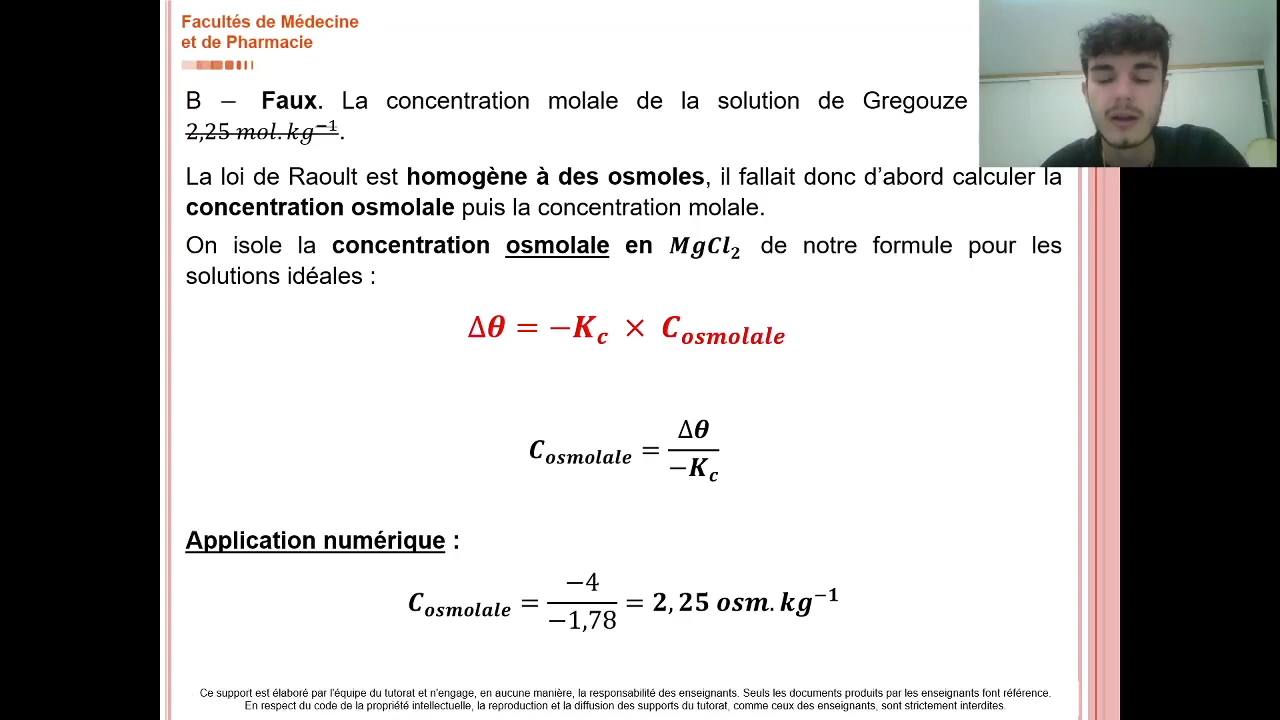 Facultés de Médecine
et de Pharmacie
B – Faux. La concentration molale de la solution de Gregouze
2,25 mol.kg⁻¹.
La loi de Raoult est homogène à des osmoles, il fallait donc d’abord calculer la
concentration osmolale puis la concentration molale.
On isole la concentration osmolale en MgCl₂ de notre formule pour les
solutions idéales :
Δθ = −K_c × C_osmolale
C_osmolale = Δθ / −K_c
Application numérique :
C_osmolale = −4 / −1,78 = 2,25 osm.kg⁻¹
Ce support est élaboré par l'équipe du tutorat et n'engage, en aucune manière, la responsabilité des enseignants. Seuls les documents produits par les enseignants font référence.
En respect du code de la propriété intellectuelle, la reproduction et la diffusion des supports du tutorat, comme ceux des enseignants, sont strictement interdites.